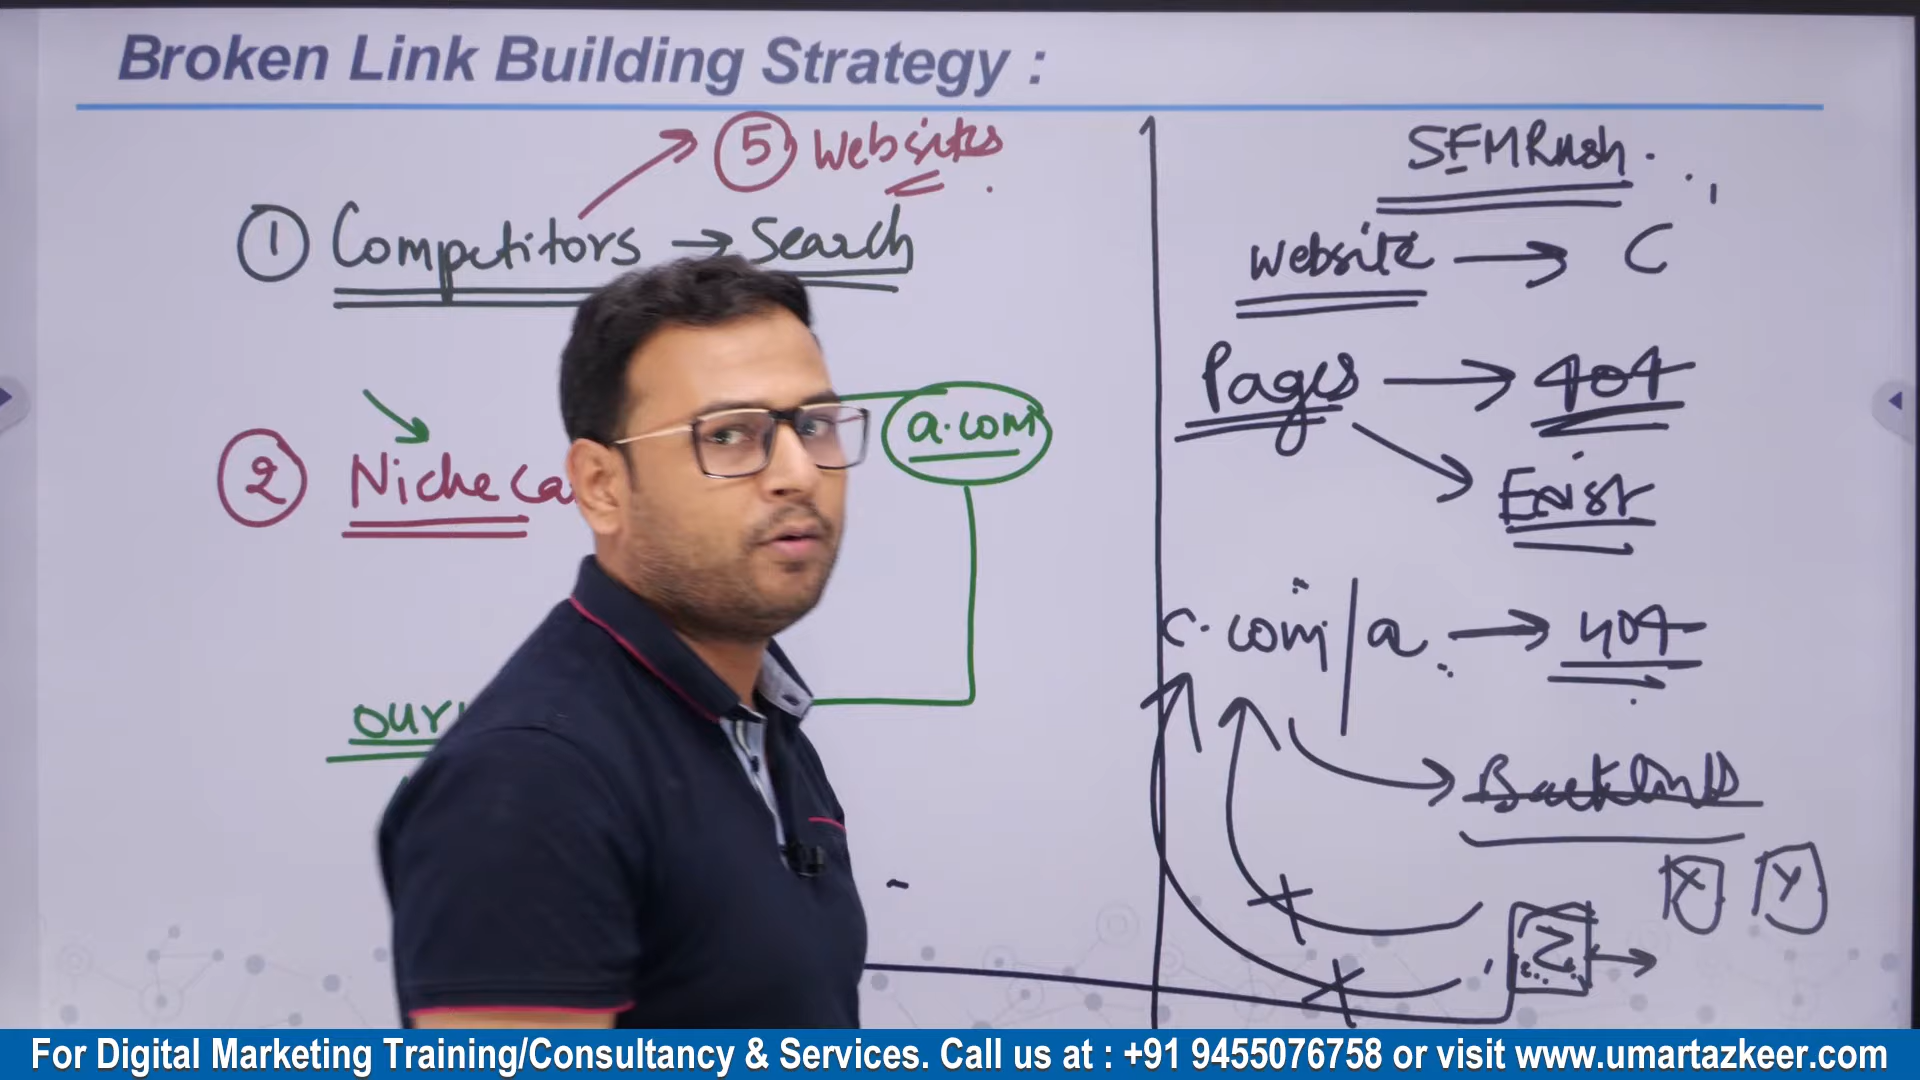 Broken Link Building Strategy :
5 Websites
1 Competitors → Search
2 Niche
a.com
our
SEMRush
website → C
Pages → 404
Exist
c.com/a → 404
Backlinks
X Y
Z
For Digital Marketing Training/Consultancy & Services. Call us at : +91 9455076758 or visit www.umartazkeer.com